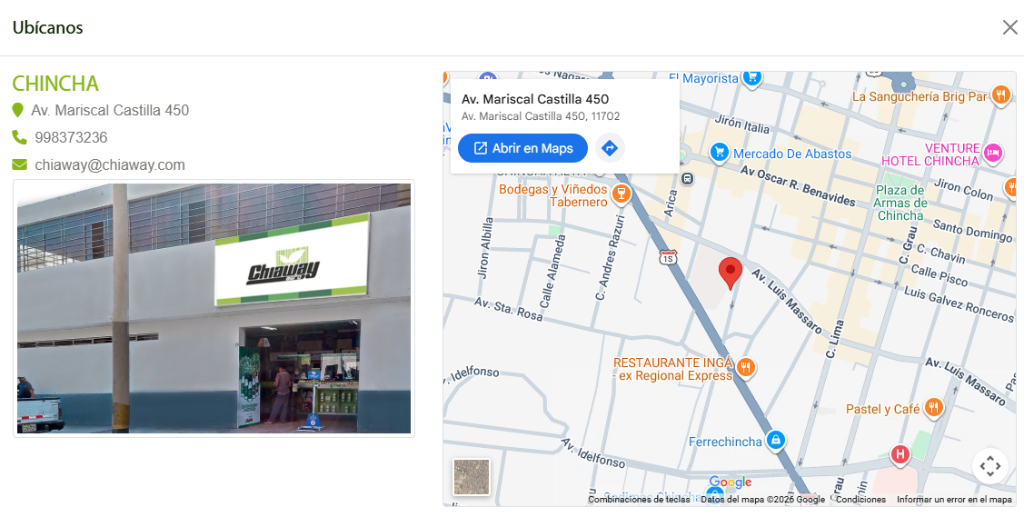 Ubícanos
CHINCHA
Av. Mariscal Castilla 450
998373236
chiaway@chiaway.com
Chiaway
Av. Mariscal Castilla 450
Av. Mariscal Castilla 450, 11702
Abrir en Maps
El Mayorista
La Sanguchería Brig Par
Jirón Italia
Mercado De Abastos
VENTURE
HOTEL CHINCHA
Bodegas y Viñedos
Tabernero
Av Oscar R. Benavides
Plaza de
Armas de
Chincha
Jiron Colon
Arica
Santo Domingo
C. Grau
C. Chavin
Jiron Albilla
Calle Alameda
C. Andres Razuri
1S
Calle Pisco
Av. Luis Massaro
Luis Galvez Ronceros
Av. Sta. Rosa
C. Lima
RESTAURANTE INGA
ex Regional Express
Av. Luis Massaro
Idelfonso
Pastel y Café
Ferrechincha
Av. Idelfonso
H
Google
Combinaciones de teclas
Datos del mapa ©2026 Google
Condiciones
Informar un error en el mapa